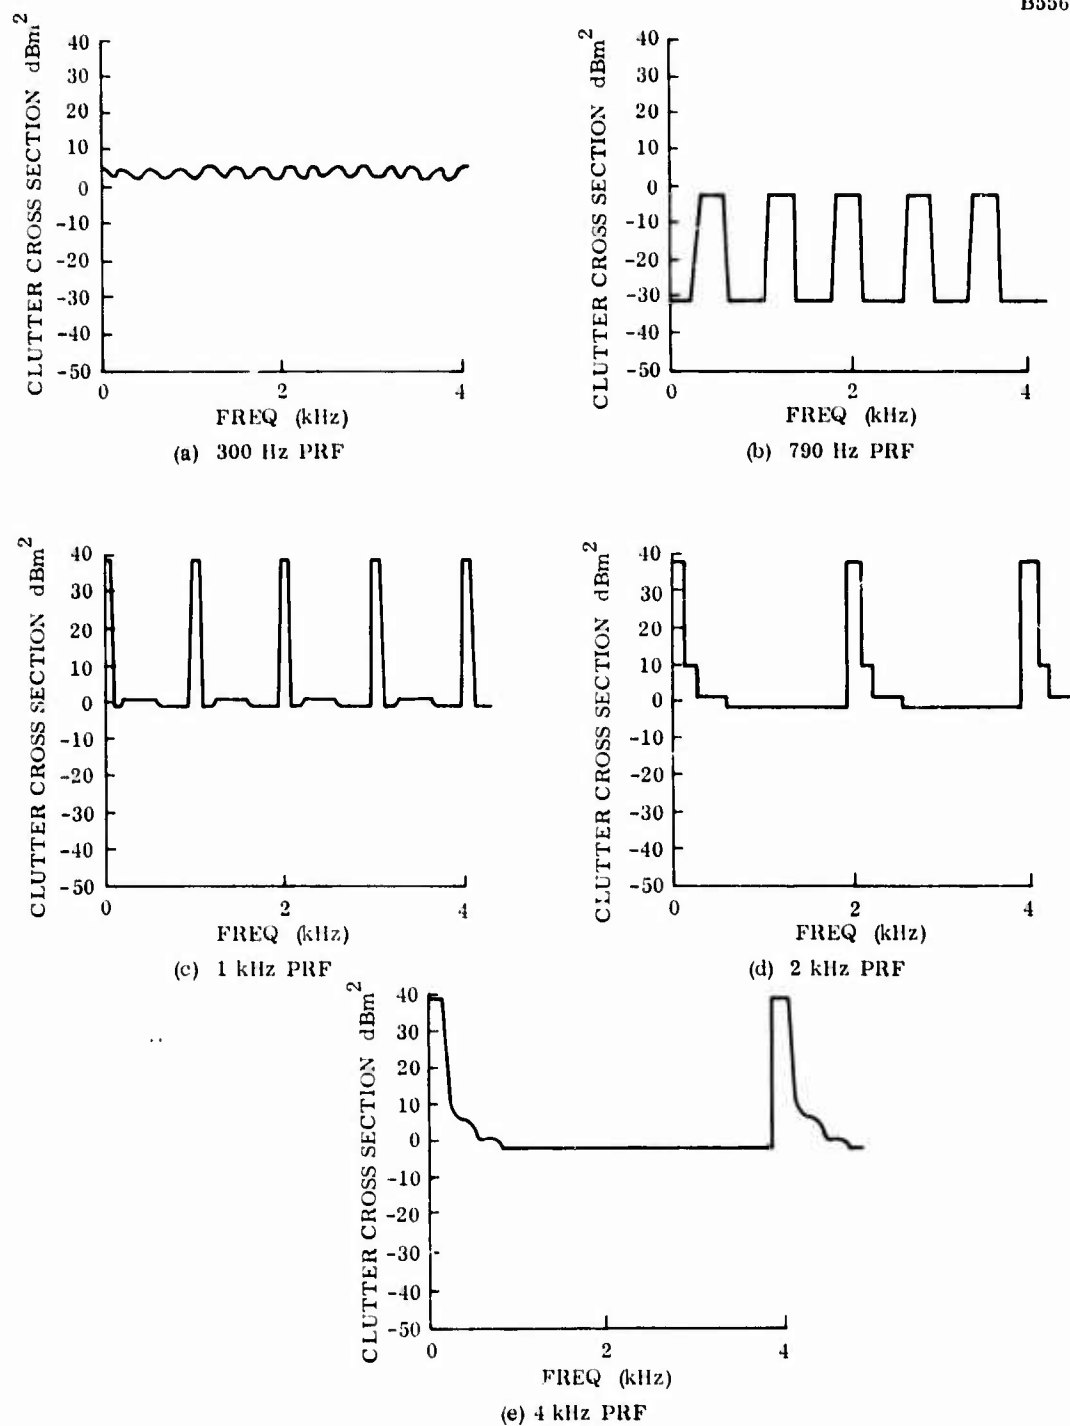 B556
CLUTTER CROSS SECTION dBm²
40
30
20
10
0
-10
-20
-30
-40
-50
0 2 4
FREQ (kHz)
(a) 300 Hz PRF
CLUTTER CROSS SECTION dBm²
40
30
20
10
0
-10
-20
-30
-40
-50
0 2 4
FREQ (kHz)
(b) 790 Hz PRF
CLUTTER CROSS SECTION dBm²
40
30
20
10
0
-10
-20
-30
-40
-50
0 2 4
FREQ (kHz)
(c) 1 kHz PRF
CLUTTER CROSS SECTION dBm²
40
30
20
10
0
-10
-20
-30
-40
-50
0 2 4
FREQ (kHz)
(d) 2 kHz PRF
CLUTTER CROSS SECTION dBm²
40
30
20
10
0
-10
-20
-30
-40
-50
0 2 4
FREQ (kHz)
(e) 4 kHz PRF